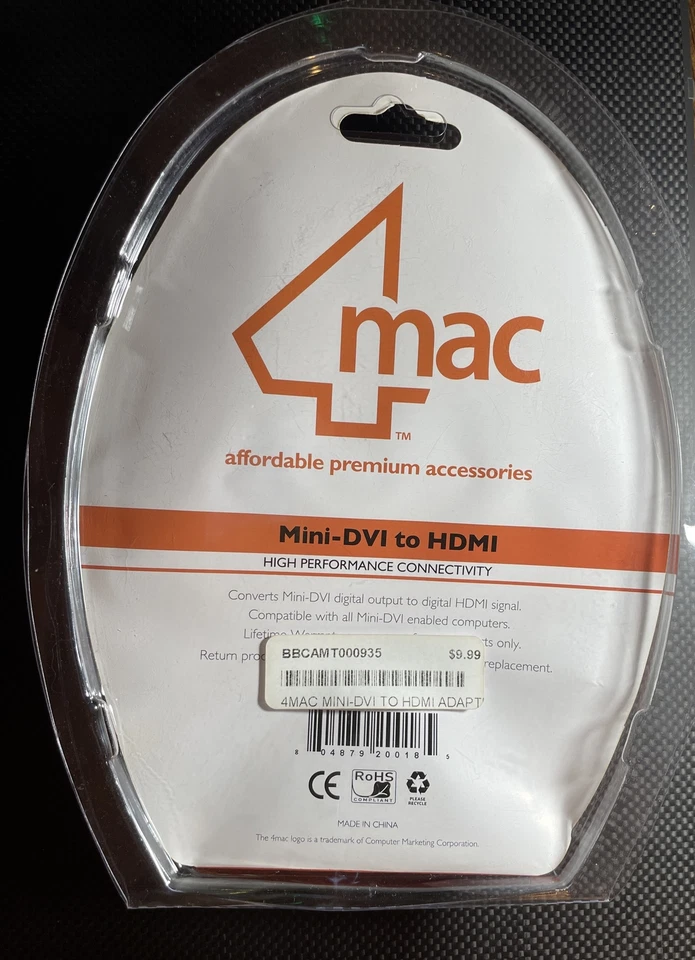 4mac
TM
affordable premium accessories
Mini-DVI to HDMI
HIGH PERFORMANCE CONNECTIVITY
Converts Mini-DVI digital output to digital HDMI signal.
Compatible with all Mini-DVI enabled computers.
Lifetime Warranty ts only.
Return replacement.
BBCAMT000935 $9.99
4MAC MINI-DVI TO HDMI ADAPT
8 04879 20018 5
CE RoHS
COMPLIANT
PLEASE
RECYCLE
MADE IN CHINA
The 4mac logo is a trademark of Computer Marketing Corporation.